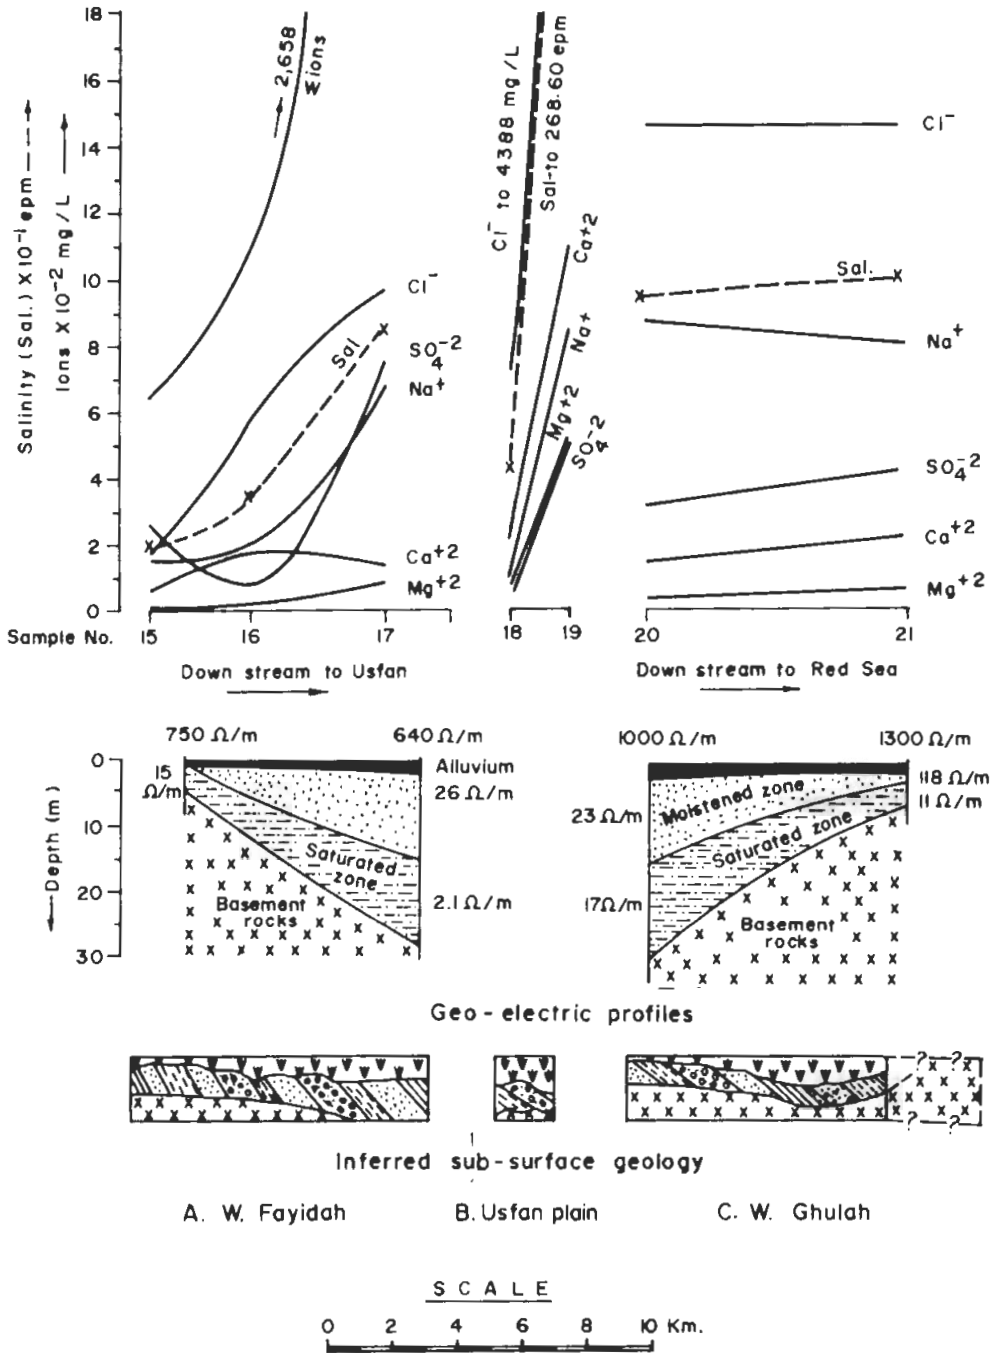 Salinity (Sal.) X10⁻¹ epm
Ions X 10⁻² mg / L
18
16
14
12
10
8
6
4
2
0
2,658
Σions
Cl⁻
Sal
SO₄⁻²
Na⁺
Ca⁺²
Mg⁺²
Cl⁻ to 4388 mg / L
Sal-to 268.60 epm
Ca⁺²
Na⁺
Mg⁺²
SO₄⁻²
Cl⁻
Sal.
Na⁺
SO₄⁻²
Ca⁺²
Mg⁺²
Sample No. 15 16 17 18 19 20 21
Down stream to Usfan
Down stream to Red Sea
750 Ω/m 640 Ω/m 1000 Ω/m 1300 Ω/m
Depth (m)
0
10
20
30
15
Ω/m
Alluvium
26 Ω/m
2.1 Ω/m
Saturated
zone
Basement
rocks
23 Ω/m
17Ω/m
Moistened zone
Saturated zone
Basement
rocks
118 Ω/m
11 Ω/m
Geo - electric profiles
? ?
? ?
Inferred sub - surface geology
A. W. Fayidah B. Usfan plain C. W. Ghulah
SCALE
0 2 4 6 8 10 Km.